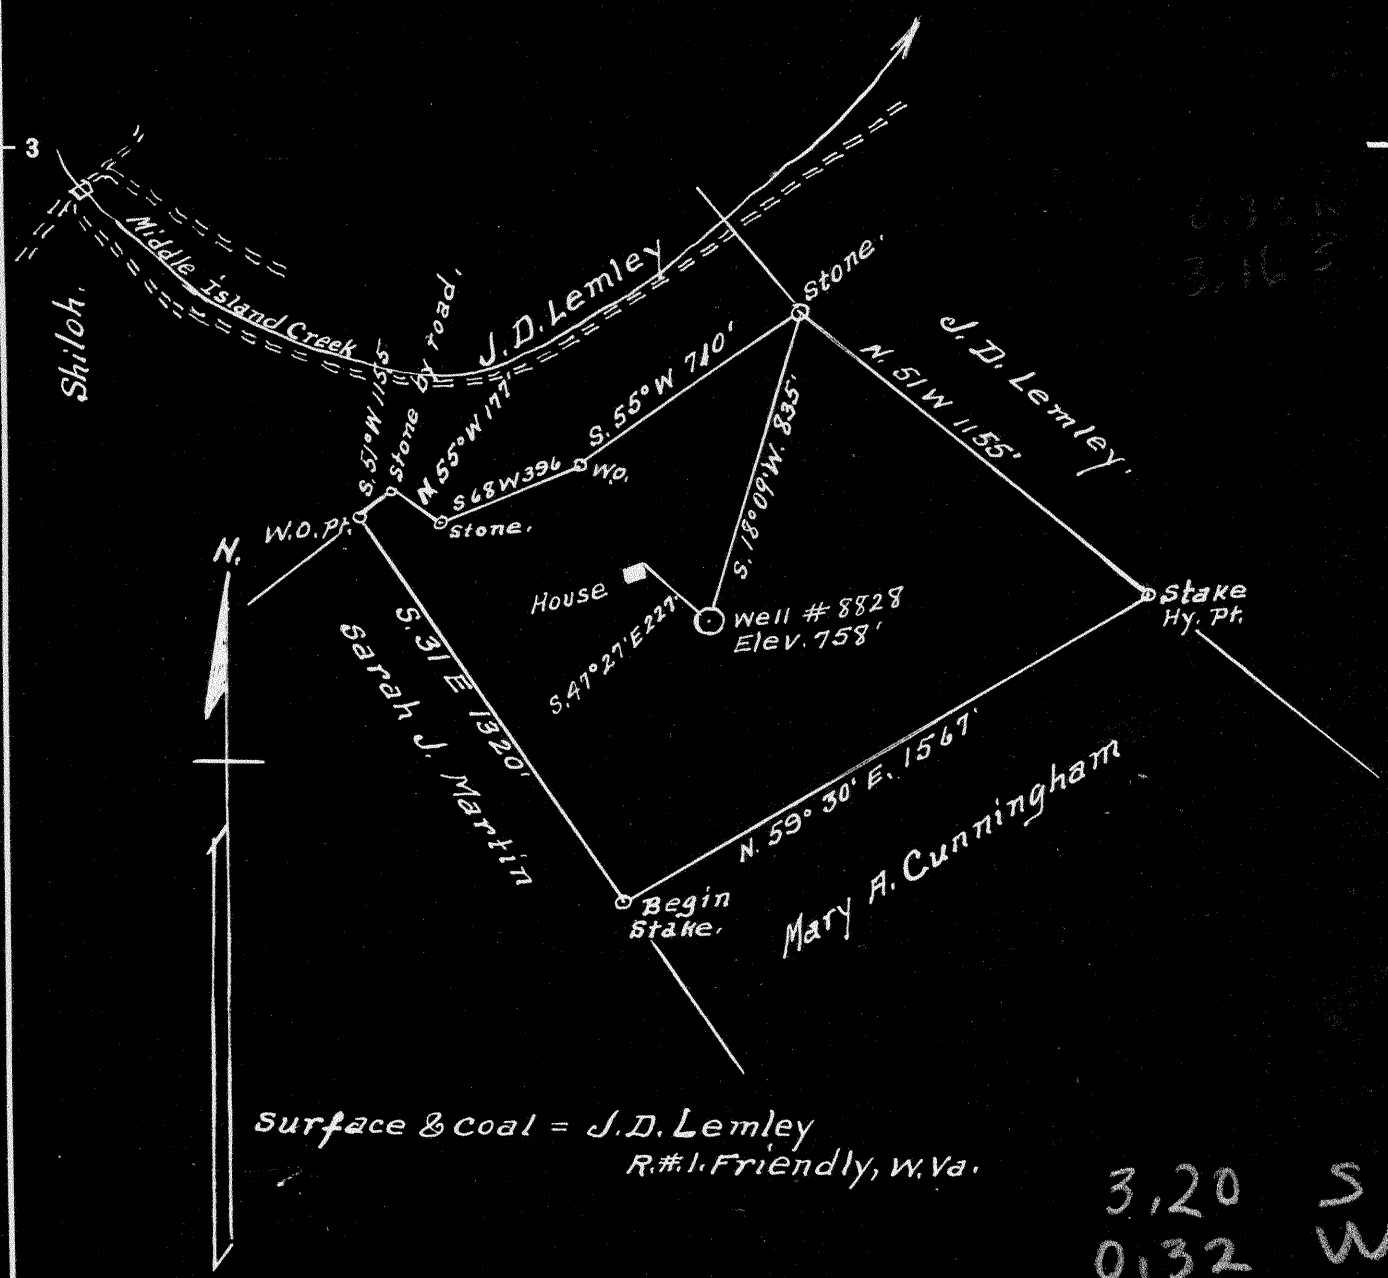 3
Shiloh.
Middle Island Creek
J. D. Lemley
Stone.
J. D. Lemley.
N. 51 W 1155'
S. 55° W 710'
S. 18° 09' W. 835'
S 68 W 396
W.O.
Stone.
N 55° W 177'
Stone by road.
W.O. Pt.
N.
House
S. 47° 27' E 227'
Well # 8828
Elev. 758'
Stake
Hy. Pt.
S. 31 E 1320'
Sarah J. Martin
N. 59° 30' E. 1567'
Mary A. Cunningham
Begin
Stake.
Surface & Coal = J.D. Lemley
R.#.1. Friendly, W. Va.
3.20 S
0.32 W